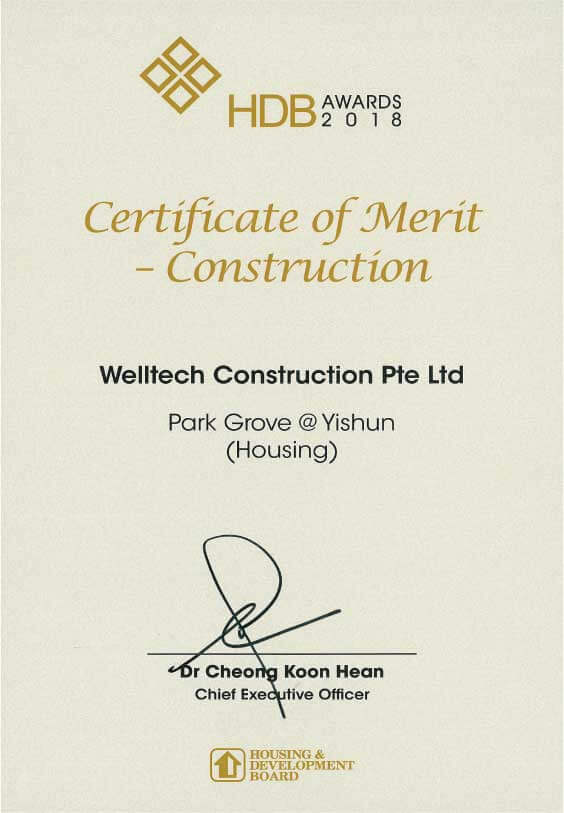 HDB AWARDS
2018
Certificate of Merit
– Construction
Welltech Construction Pte Ltd
Park Grove @ Yishun
(Housing)
Dr Cheong Koon Hean
Chief Executive Officer
HOUSING &
DEVELOPMENT
BOARD